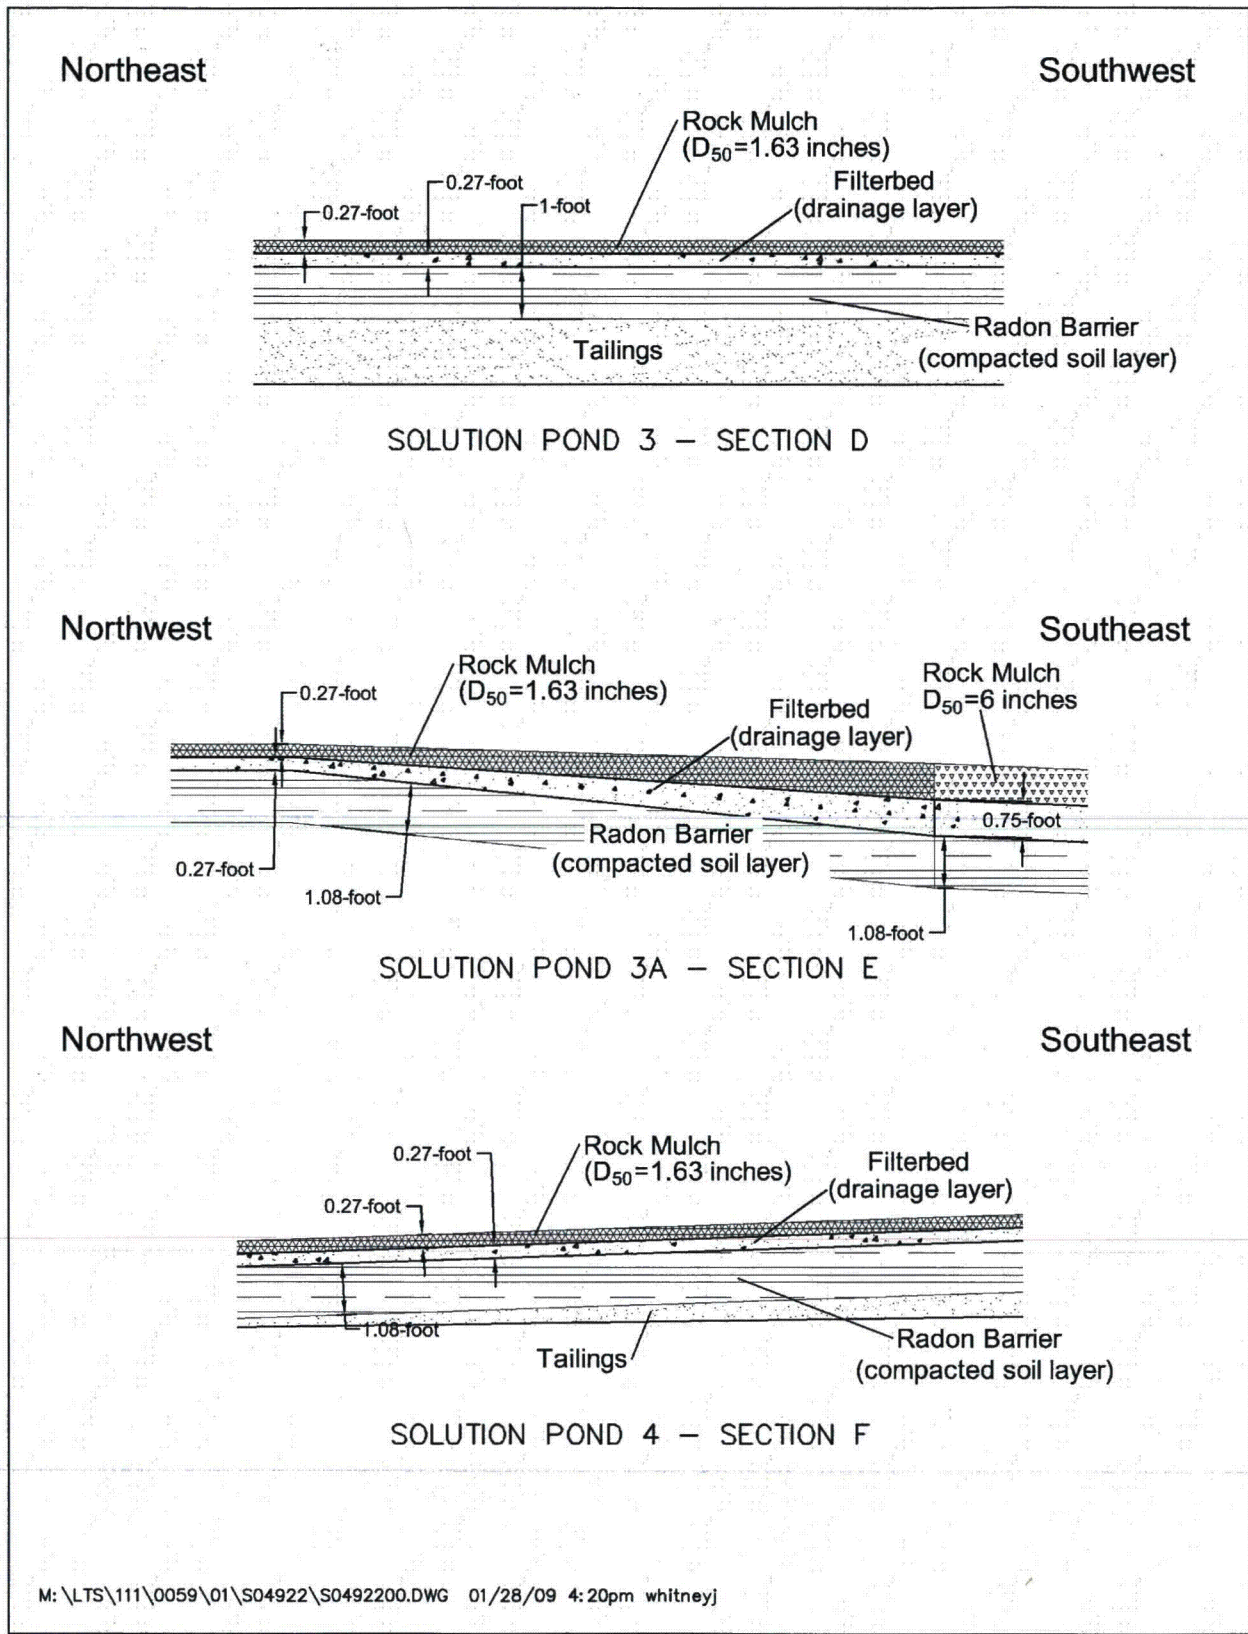 Northeast
Southwest
Rock Mulch
(D50=1.63 inches)
0.27-foot
Filterbed
(drainage layer)
0.27-foot
1-foot
Radon Barrier
(compacted soil layer)
Tailings
SOLUTION POND 3 – SECTION D
Northwest
Southeast
Rock Mulch
(D50=1.63 inches)
0.27-foot
Rock Mulch
D50=6 inches
Filterbed
(drainage layer)
0.75-foot
Radon Barrier
(compacted soil layer)
0.27-foot
1.08-foot
1.08-foot
SOLUTION POND 3A – SECTION E
Northwest
Southeast
0.27-foot
Rock Mulch
(D50=1.63 inches)
Filterbed
(drainage layer)
0.27-foot
1.08-foot
Radon Barrier
(compacted soil layer)
Tailings
SOLUTION POND 4 – SECTION F
M:\LTS\111\0059\01\S04922\S0492200.DWG 01/28/09 4:20pm whitneyj